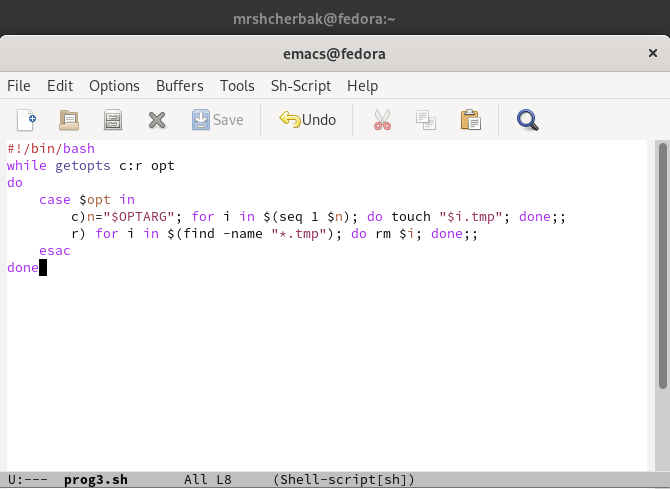 mrshcherbak@fedora:~
emacs@fedora ×
File Edit Options Buffers Tools Sh-Script Help
Save Undo
#!/bin/bash
while getopts c:r opt
do
    case $opt in
        c)n="$OPTARG"; for i in $(seq 1 $n); do touch "$i.tmp"; done;;
        r) for i in $(find -name "*.tmp"); do rm $i; done;;
    esac
done
U:--- prog3.sh All L8 (Shell-script[sh])